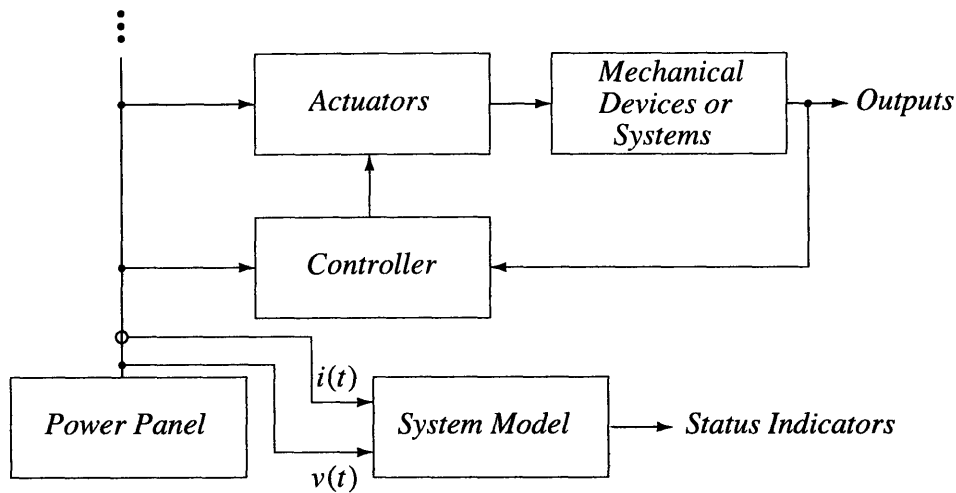 Actuators
Mechanical
Devices or
Systems
Outputs
Controller
i(t)
Power Panel
System Model
Status Indicators
v(t)